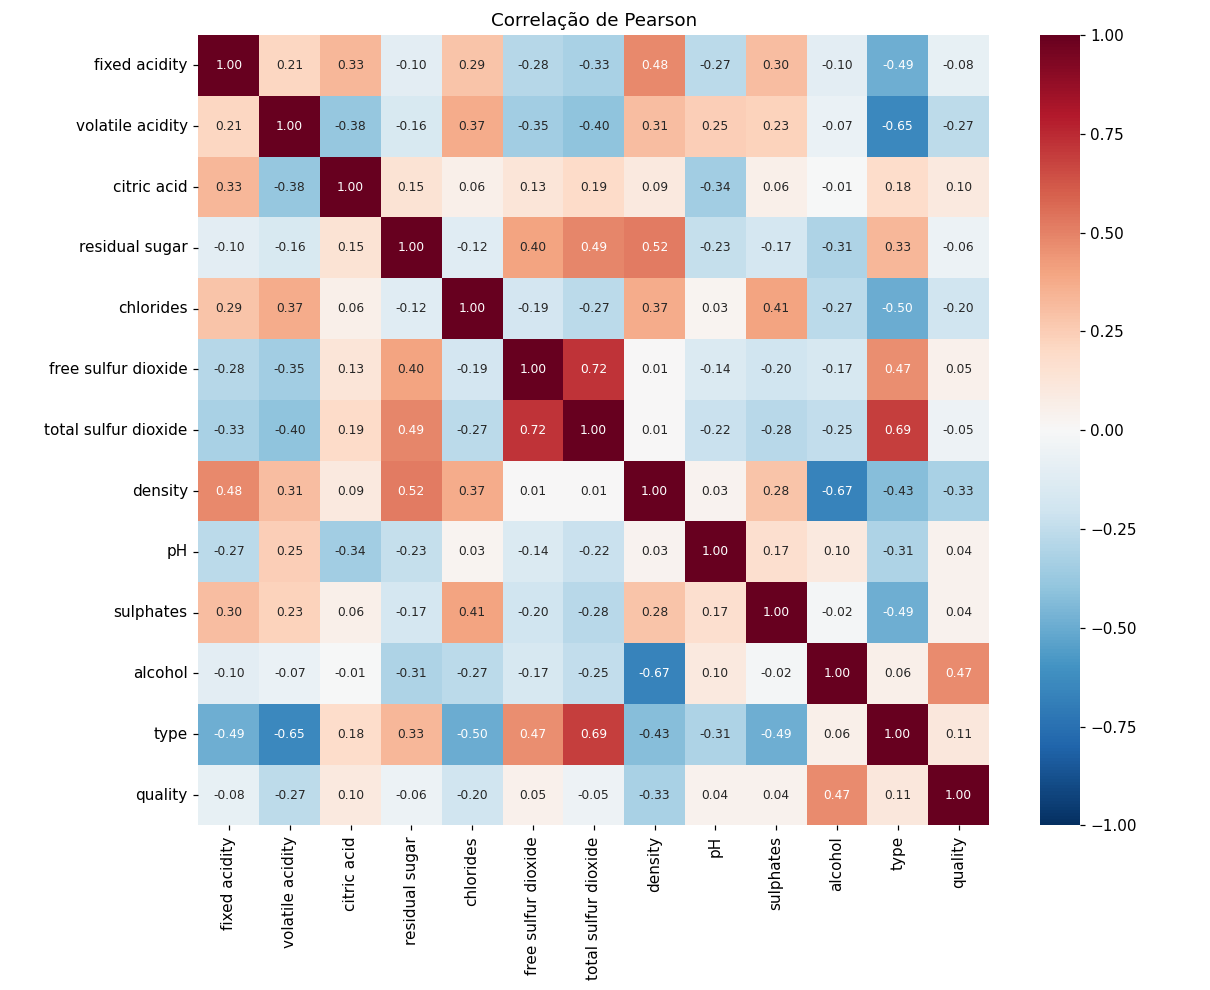 Correlação de Pearson
fixed acidity 1.00 0.21 0.33 -0.10 0.29 -0.28 -0.33 0.48 -0.27 0.30 -0.10 -0.49 -0.08
volatile acidity 0.21 1.00 -0.38 -0.16 0.37 -0.35 -0.40 0.31 0.25 0.23 -0.07 -0.65 -0.27
citric acid 0.33 -0.38 1.00 0.15 0.06 0.13 0.19 0.09 -0.34 0.06 -0.01 0.18 0.10
residual sugar -0.10 -0.16 0.15 1.00 -0.12 0.40 0.49 0.52 -0.23 -0.17 -0.31 0.33 -0.06
chlorides 0.29 0.37 0.06 -0.12 1.00 -0.19 -0.27 0.37 0.03 0.41 -0.27 -0.50 -0.20
free sulfur dioxide -0.28 -0.35 0.13 0.40 -0.19 1.00 0.72 0.01 -0.14 -0.20 -0.17 0.47 0.05
total sulfur dioxide -0.33 -0.40 0.19 0.49 -0.27 0.72 1.00 0.01 -0.22 -0.28 -0.25 0.69 -0.05
density 0.48 0.31 0.09 0.52 0.37 0.01 0.01 1.00 0.03 0.28 -0.67 -0.43 -0.33
pH -0.27 0.25 -0.34 -0.23 0.03 -0.14 -0.22 0.03 1.00 0.17 0.10 -0.31 0.04
sulphates 0.30 0.23 0.06 -0.17 0.41 -0.20 -0.28 0.28 0.17 1.00 -0.02 -0.49 0.04
alcohol -0.10 -0.07 -0.01 -0.31 -0.27 -0.17 -0.25 -0.67 0.10 -0.02 1.00 0.06 0.47
type -0.49 -0.65 0.18 0.33 -0.50 0.47 0.69 -0.43 -0.31 -0.49 0.06 1.00 0.11
quality -0.08 -0.27 0.10 -0.06 -0.20 0.05 -0.05 -0.33 0.04 0.04 0.47 0.11 1.00
fixed acidity
volatile acidity
citric acid
residual sugar
chlorides
free sulfur dioxide
total sulfur dioxide
density
pH
sulphates
alcohol
type
quality
1.00
0.75
0.50
0.25
0.00
−0.25
−0.50
−0.75
−1.00